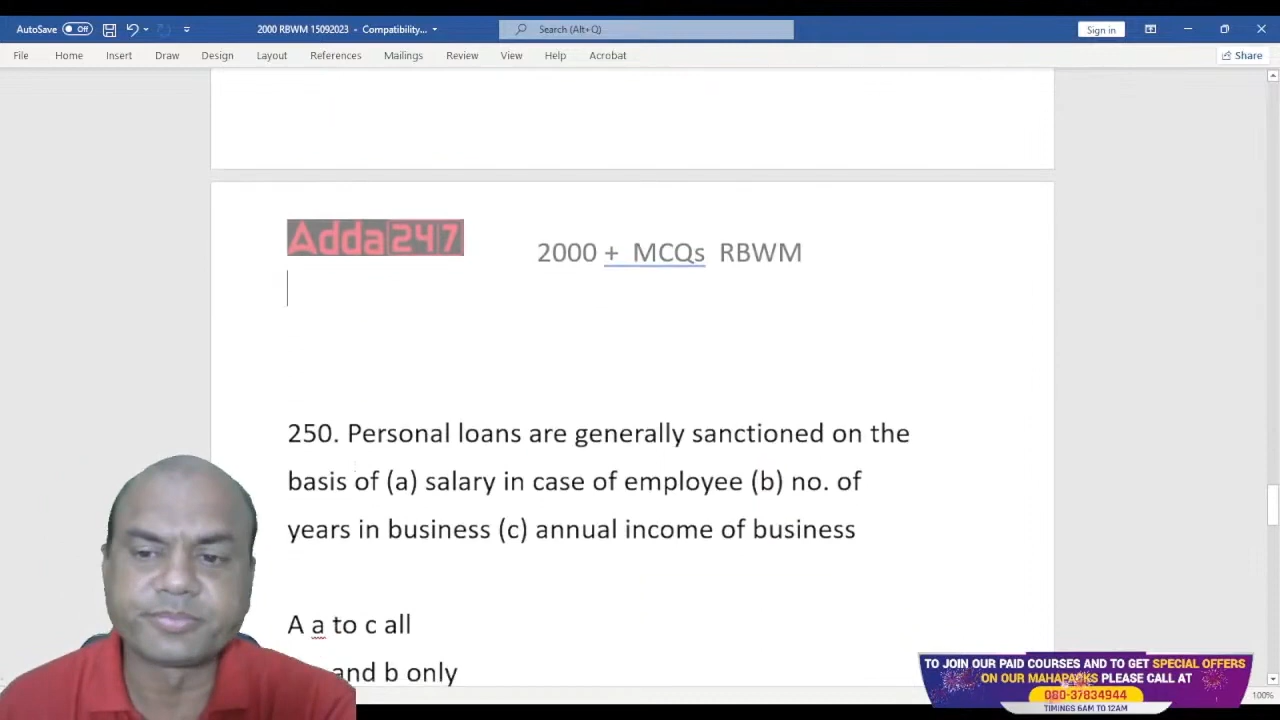 AutoSave Off 2000 RBWM 15092023 - Compatibility... Search (Alt+Q) Sign in
File Home Insert Draw Design Layout References Mailings Review View Help Acrobat Share
Adda247
2000 + MCQs RBWM
250. Personal loans are generally sanctioned on the
basis of (a) salary in case of employee (b) no. of
years in business (c) annual income of business
A a to c all
and b only
TO JOIN OUR PAID COURSES AND TO GET SPECIAL OFFERS
ON OUR MAHAPACKS PLEASE CALL AT
080-37834944
TIMINGS 6AM TO 12AM
100%